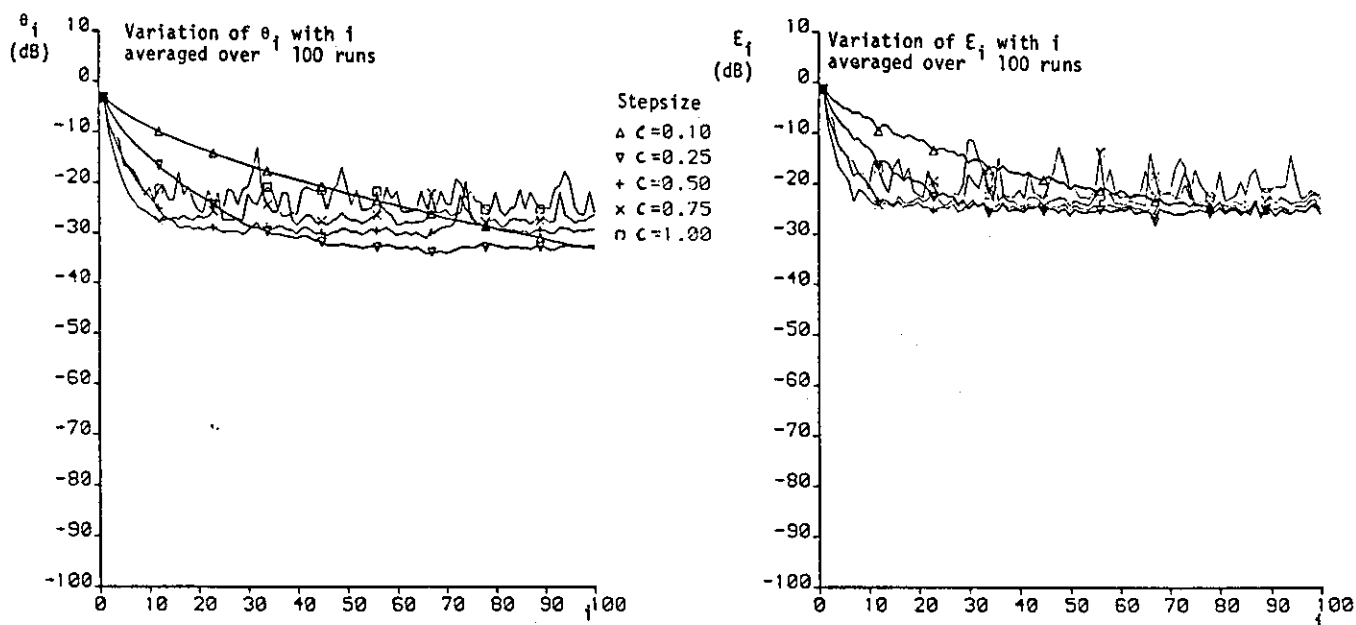 θi
(dB)
Variation of θi with i
averaged over 100 runs
10
0
-10
-20
-30
-40
-50
-60
-70
-80
-90
-100
0 10 20 30 40 50 60 70 80 90 100
i
Stepsize
△ C=0.10
▽ C=0.25
+ C=0.50
× C=0.75
□ C=1.00
Ei
(dB)
Variation of Ei with i
averaged over 100 runs
10
0
-10
-20
-30
-40
-50
-60
-70
-80
-90
-100
0 10 20 30 40 50 60 70 80 90 100
i